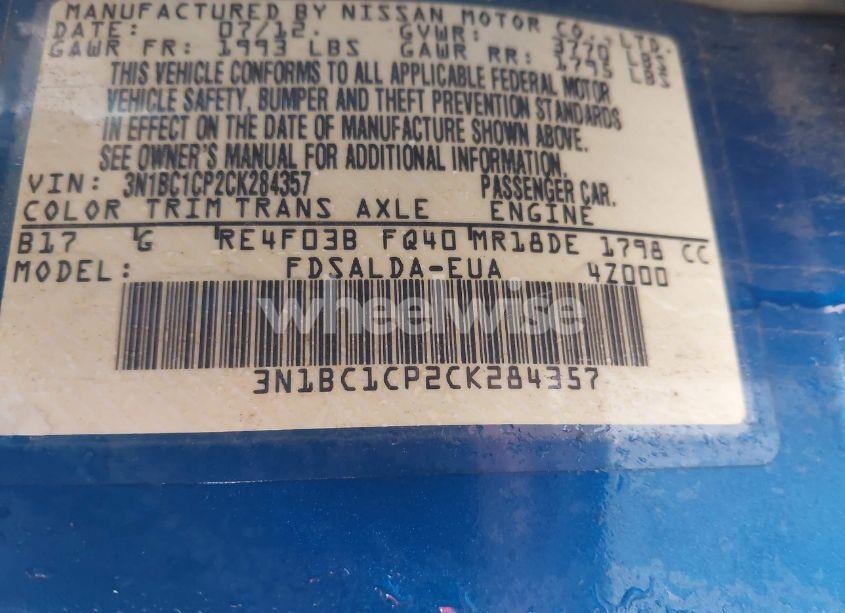 MANUFACTURED BY NISSAN MOTOR CO., LTD.
DATE: 07/12. GVWR: 3770 LBS
GAWR FR: 1993 LBS GAWR RR: 1795 LBS
THIS VEHICLE CONFORMS TO ALL APPLICABLE FEDERAL MOTOR
VEHICLE SAFETY, BUMPER AND THEFT PREVENTION STANDARDS
IN EFFECT ON THE DATE OF MANUFACTURE SHOWN ABOVE.
SEE OWNER'S MANUAL FOR ADDITIONAL INFORMATION.
VIN: 3N1BC1CP2CK284357 PASSENGER CAR.
COLOR TRIM TRANS AXLE ENGINE
B17 G RE4F03B FQ40 MR18DE 1798 CC
MODEL: FDSALDA-EUA 4Z000
wheelwise
3N1BC1CP2CK284357